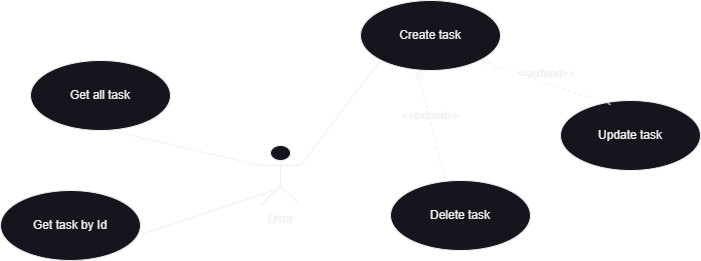 Create task
<<extend>>
Get all task
<<extend>>
Update task
Delete task
User
Get task by Id